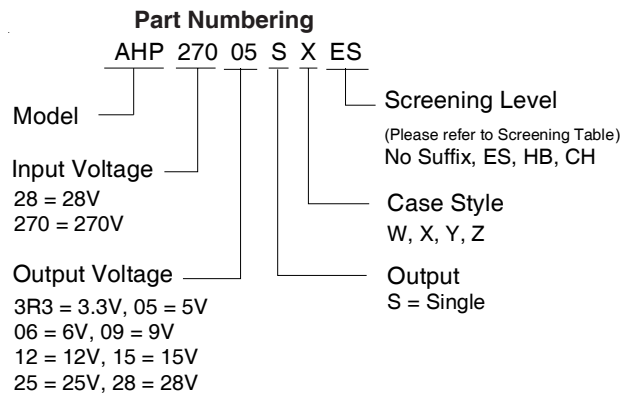 Part Numbering
AHP 270 05 S X ES
Model
Input Voltage
28 = 28V
270 = 270V
Output Voltage
3R3 = 3.3V, 05 = 5V
06 = 6V, 09 = 9V
12 = 12V, 15 = 15V
25 = 25V, 28 = 28V
Screening Level
(Please refer to Screening Table)
No Suffix, ES, HB, CH
Case Style
W, X, Y, Z
Output
S = Single